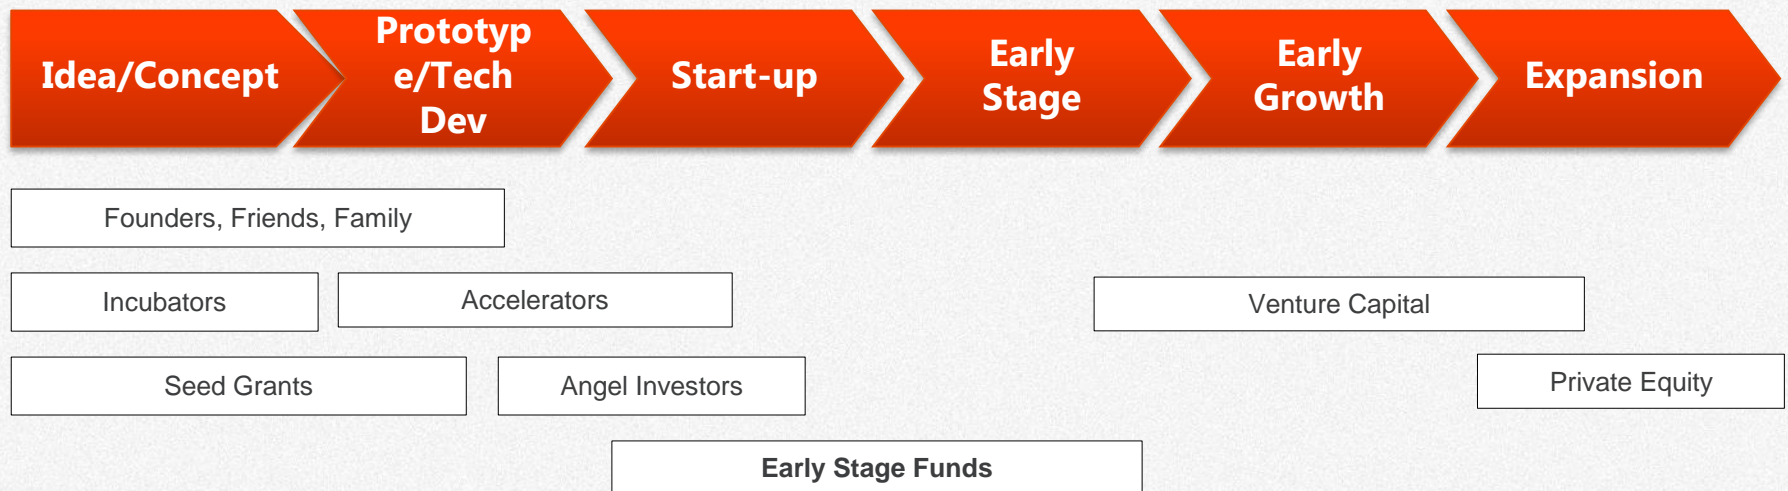 Idea/Concept
Prototyp
e/Tech
Dev
Start-up
Early
Stage
Early
Growth
Expansion
Founders, Friends, Family
Incubators
Accelerators
Venture Capital
Seed Grants
Angel Investors
Private Equity
Early Stage Funds